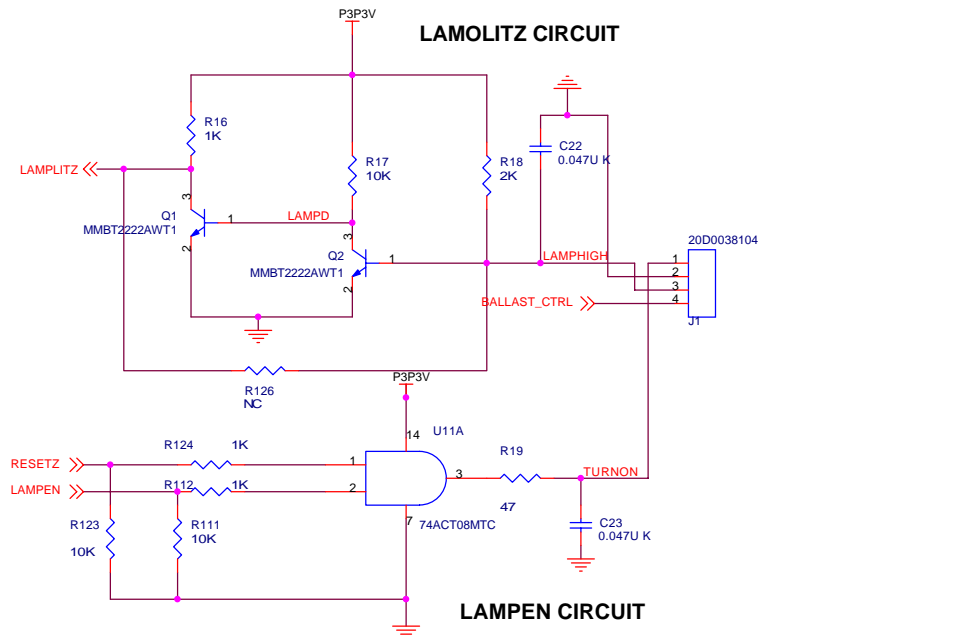 P3P3V
LAMOLITZ CIRCUIT
R16
1K
C22
0.047U K
LAMPLITZ
R17
10K
R18
2K
3
Q1
MMBT2222AWT1
1
LAMPD
2
3
Q2
MMBT2222AWT1
1
2
LAMPHIGH
20D0038104
1
2
3
4
BALLAST_CTRL
J1
R126
NC
P3P3V
14
U11A
R124
1K
R19
RESETZ
1
3
TURNON
LAMPEN
R112
1K
2
47
R123
10K
R111
10K
7
74ACT08MTC
C23
0.047U K
LAMPEN CIRCUIT